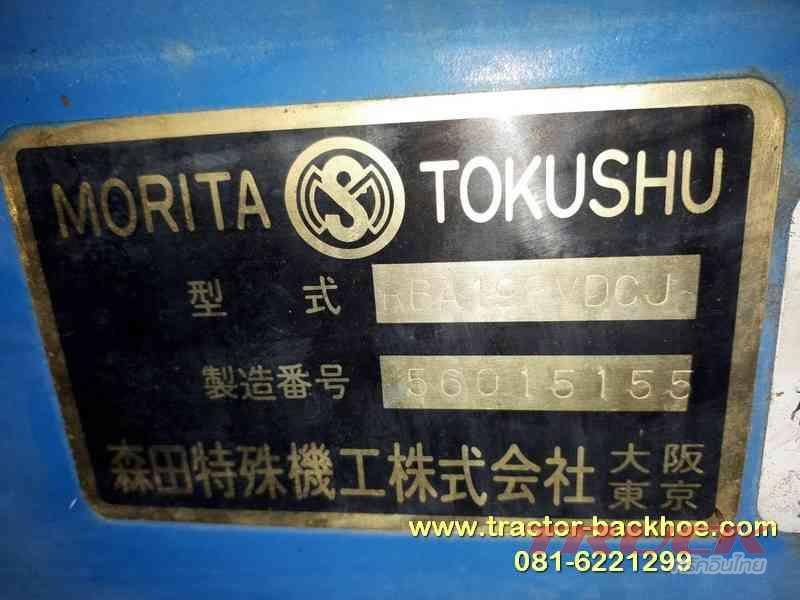 MORITA TOKUSHU
型式
製造番号 56015155
森田特殊機工株式会社 大阪 東京
www.tractor-backhoe.com
081-6221299